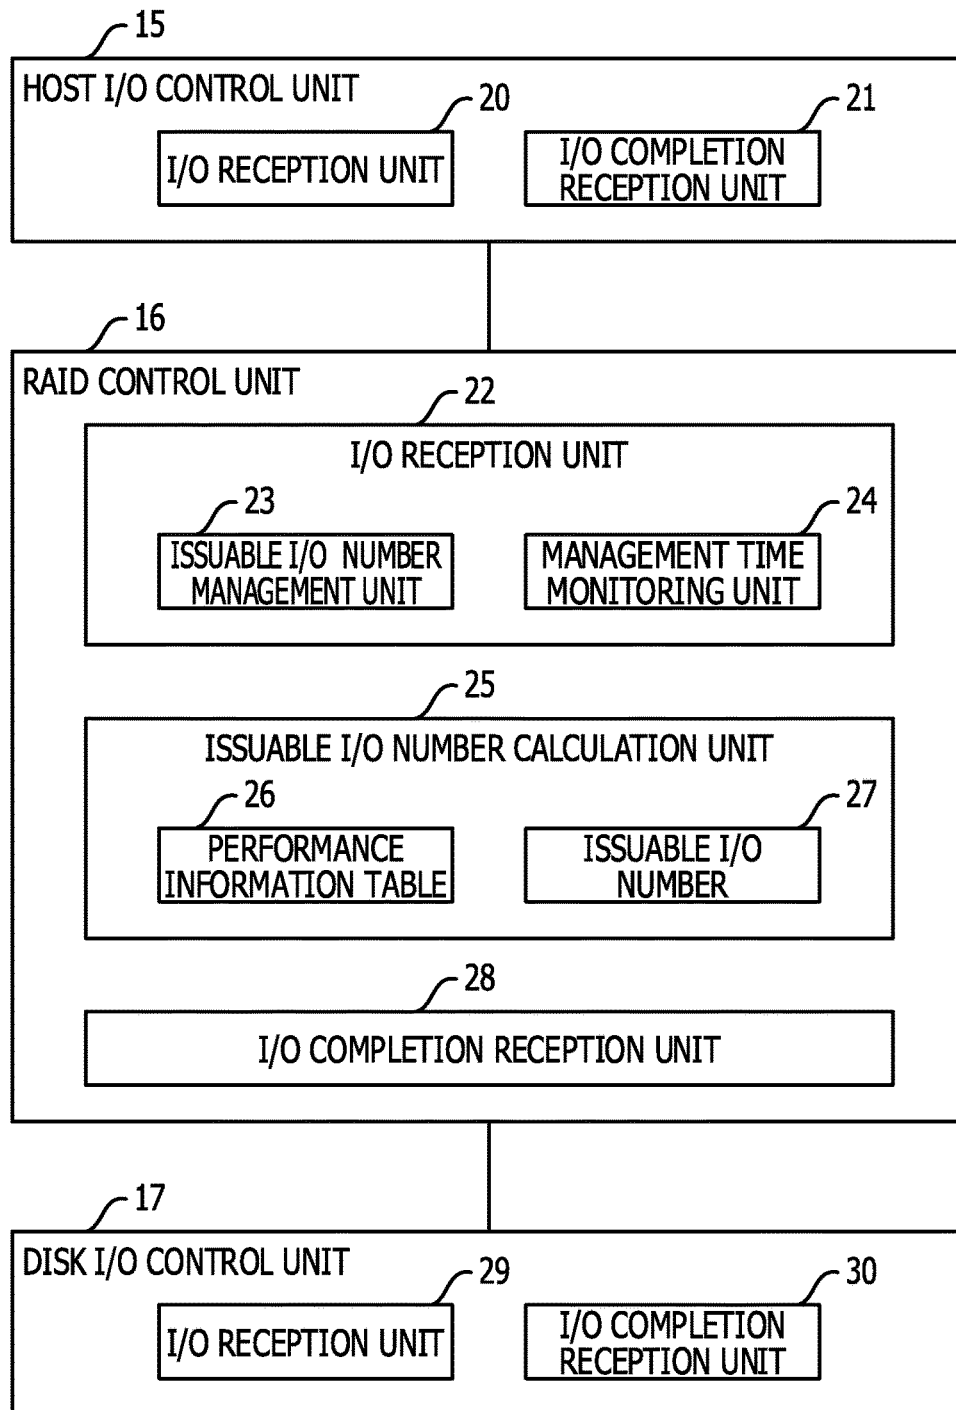 15
HOST I/O CONTROL UNIT
20
I/O RECEPTION UNIT
21
I/O COMPLETION
RECEPTION UNIT
16
RAID CONTROL UNIT
22
I/O RECEPTION UNIT
23
ISSUABLE I/O NUMBER
MANAGEMENT UNIT
24
MANAGEMENT TIME
MONITORING UNIT
25
ISSUABLE I/O NUMBER CALCULATION UNIT
26
PERFORMANCE
INFORMATION TABLE
27
ISSUABLE I/O
NUMBER
28
I/O COMPLETION RECEPTION UNIT
17
DISK I/O CONTROL UNIT
29
I/O RECEPTION UNIT
30
I/O COMPLETION
RECEPTION UNIT